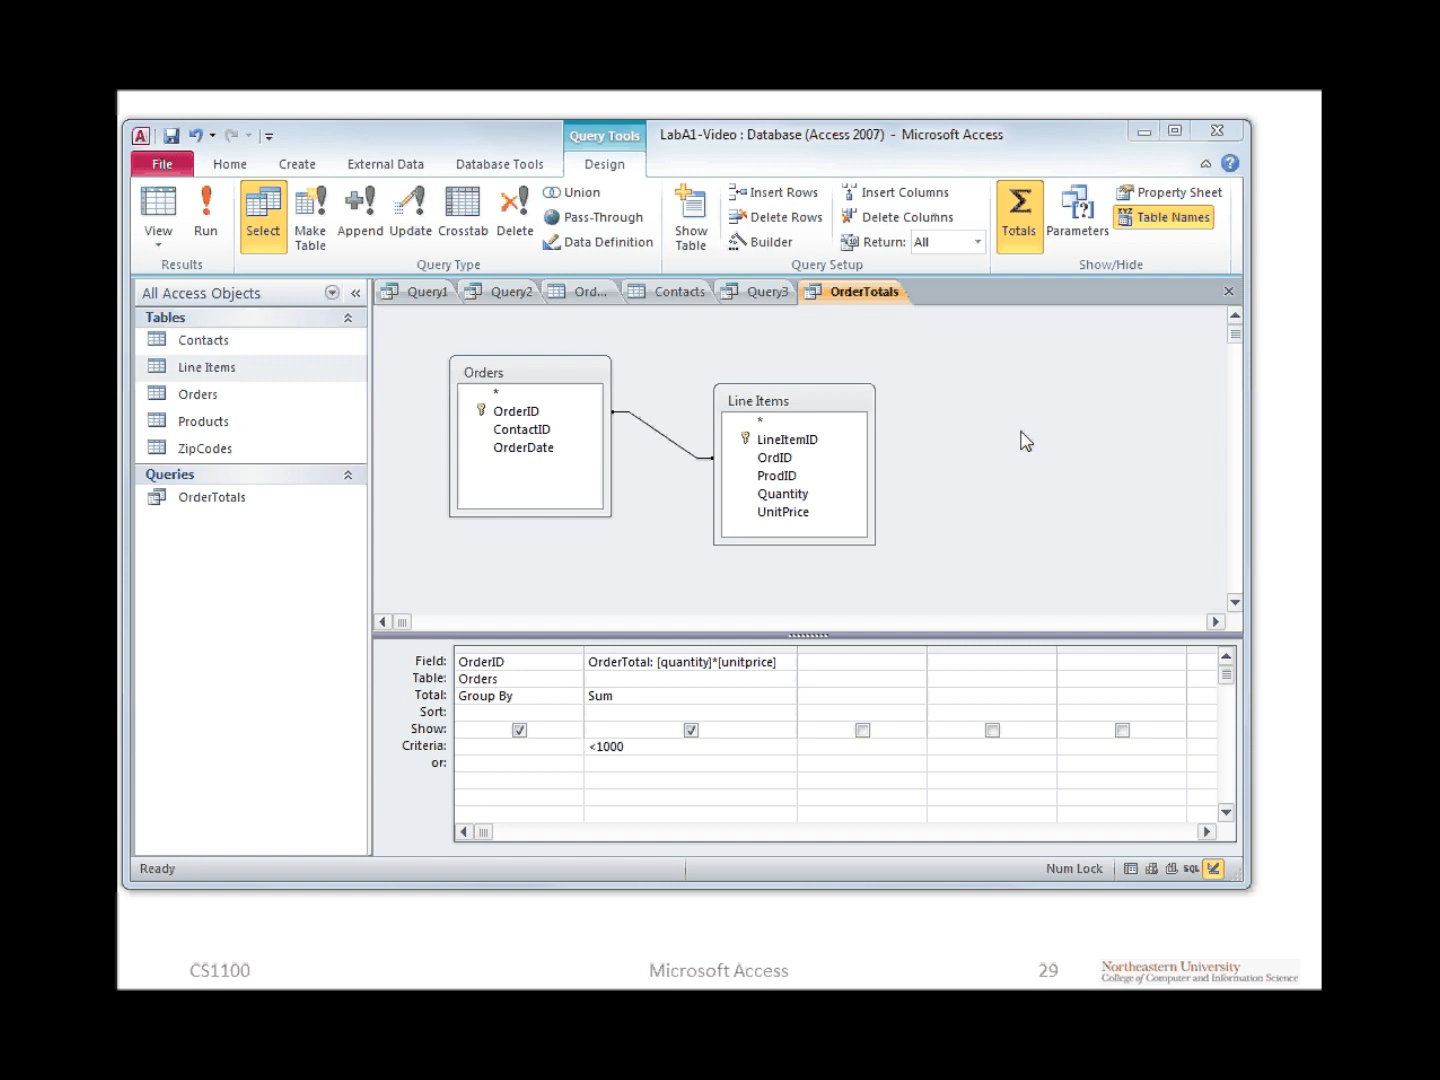 Query Tools
LabA1-Video : Database (Access 2007) - Microsoft Access
File Home Create External Data Database Tools Design
View Run Select Make Table Append Update Crosstab Delete
Union
Pass-Through
Data Definition
Show Table
Insert Rows
Delete Rows
Builder
Insert Columns
Delete Columns
Return: All
Totals Parameters
Property Sheet
Table Names
Results Query Type Query Setup Show/Hide
All Access Objects
Query1 Query2 Ord... Contacts Query3 OrderTotals
Tables
Contacts
Line Items
Orders
Products
ZipCodes
Queries
OrderTotals
Orders
*
OrderID
ContactID
OrderDate
Line Items
*
LineItemID
OrdID
ProdID
Quantity
UnitPrice
Field: OrderID OrderTotal: [quantity]*[unitprice]
Table: Orders
Total: Group By Sum
Sort:
Show:
Criteria: <1000
or:
Ready Num Lock SQL
CS1100 Microsoft Access 29
Northeastern University
College of Computer and Information Science